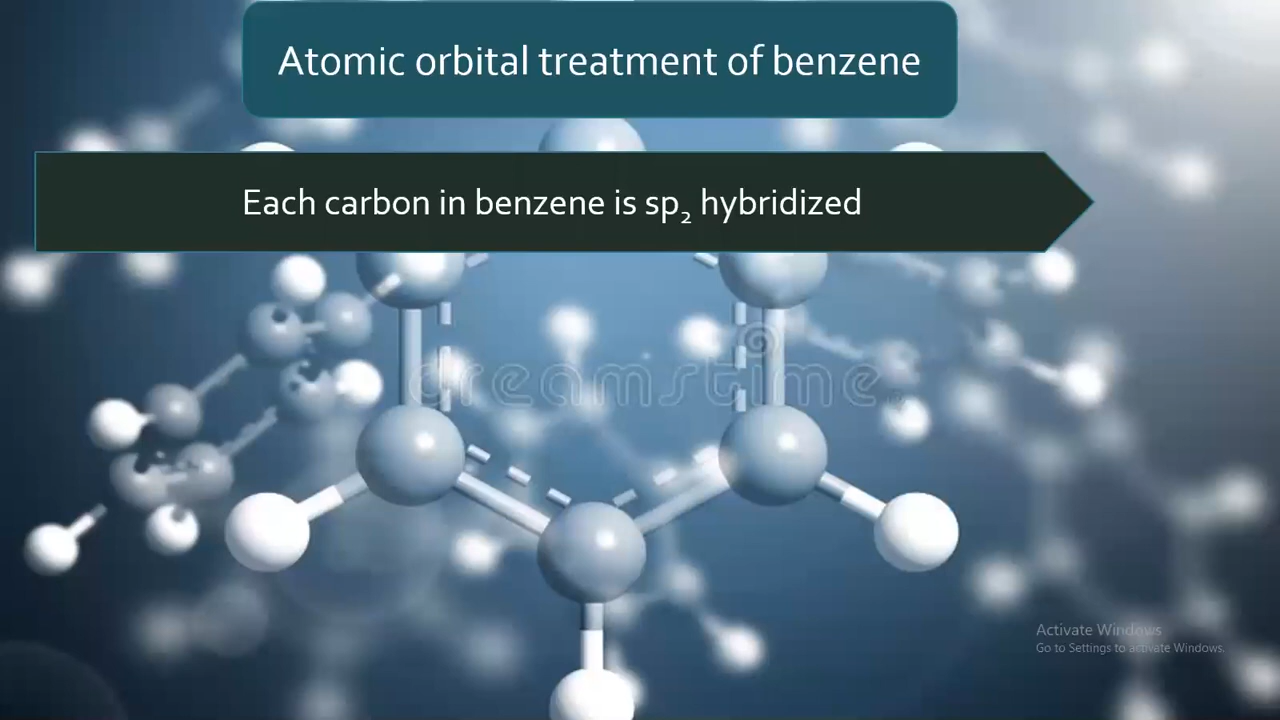 Atomic orbital treatment of benzene
Each carbon in benzene is sp₂ hybridized
dreamstime.
Activate Windows
Go to Settings to activate Windows.